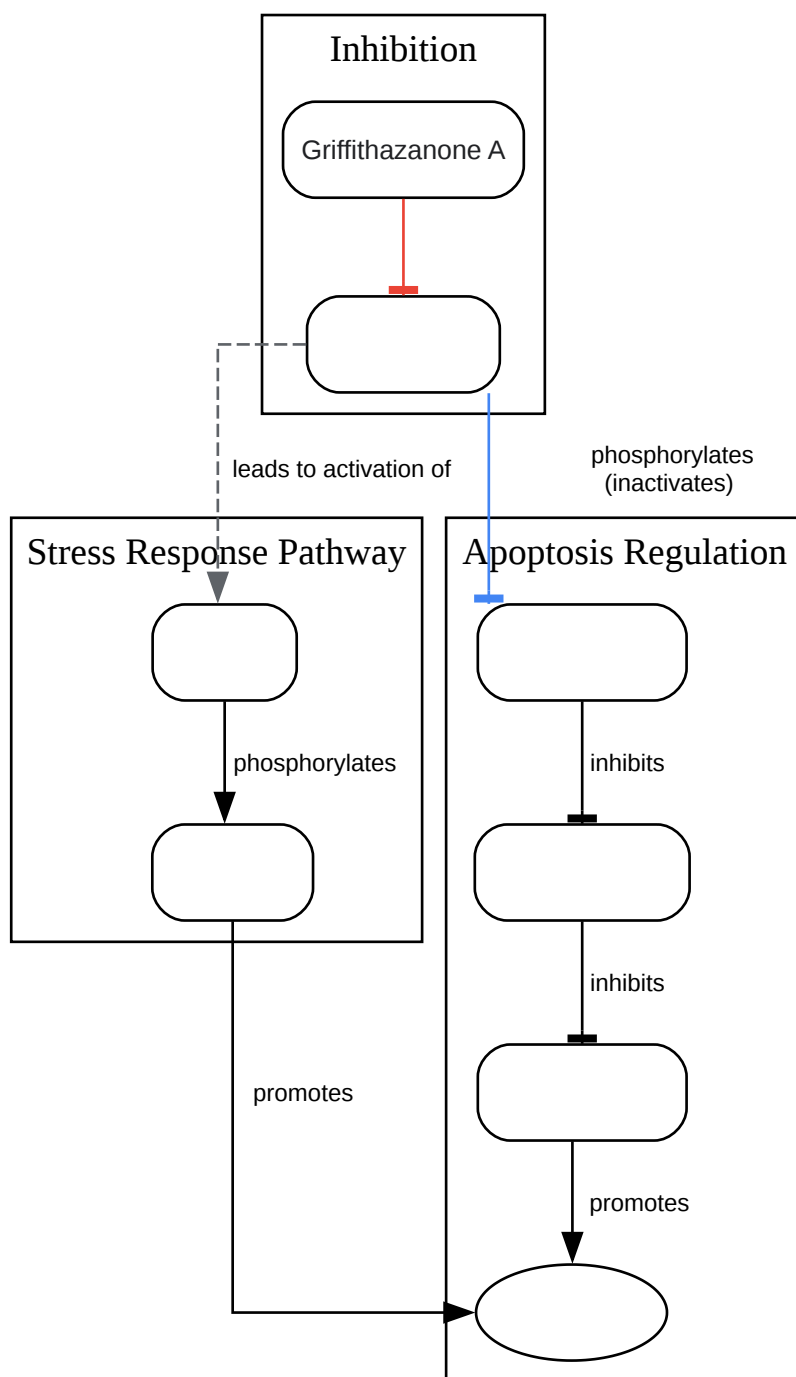 Inhibition
Griffithazanone A
leads to activation of
phosphorylates
(inactivates)
Stress Response Pathway
Apoptosis Regulation
phosphorylates
inhibits
inhibits
promotes
promotes